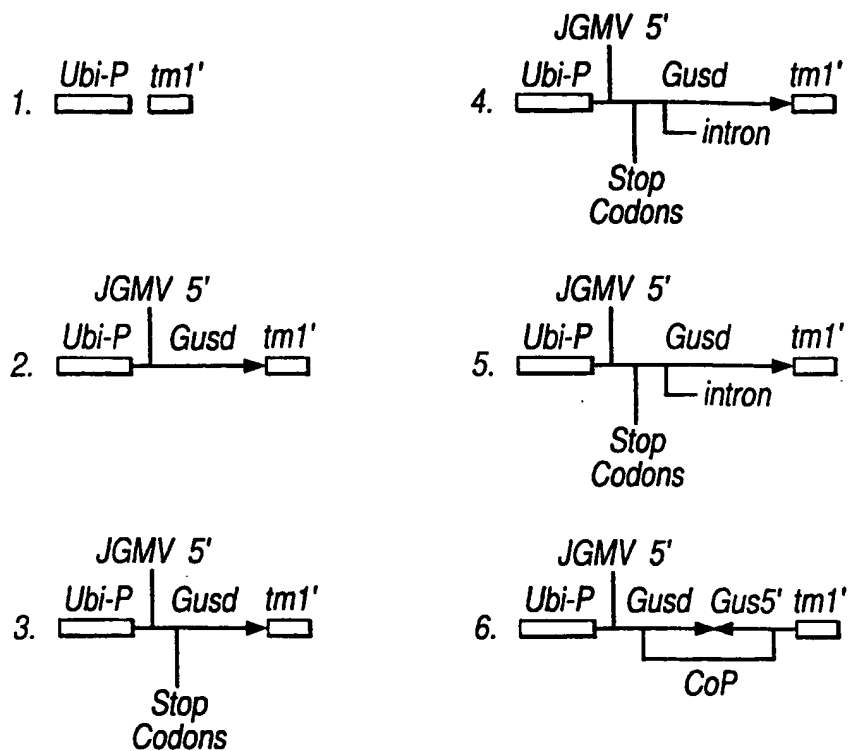 1.
Ubi-P tm1'
2.
JGMV 5'
Ubi-P Gusd tm1'
3.
JGMV 5'
Ubi-P Gusd tm1'
Stop
Codons
4.
JGMV 5'
Ubi-P Gusd tm1'
intron
Stop
Codons
5.
JGMV 5'
Ubi-P Gusd tm1'
intron
Stop
Codons
6.
JGMV 5'
Ubi-P Gusd Gus5' tm1'
CoP